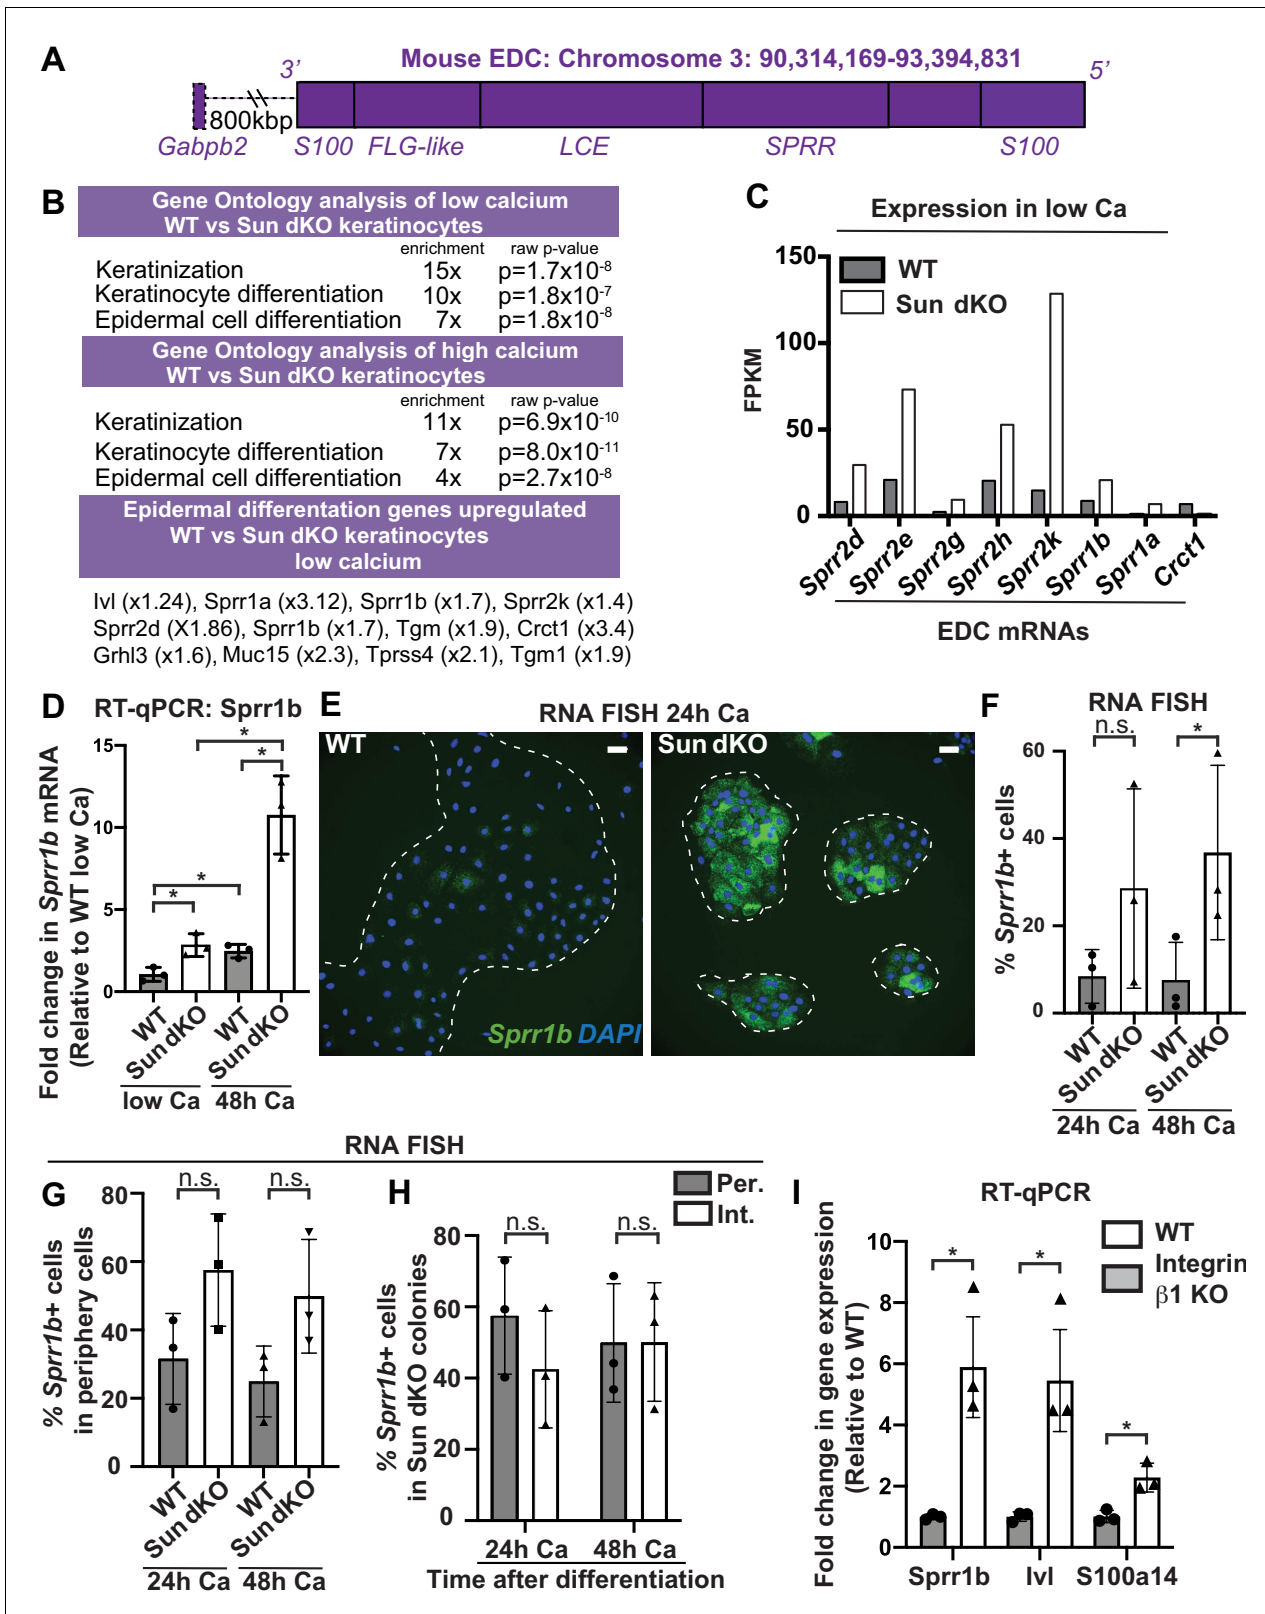 A
Mouse EDC: Chromosome 3: 90,314,169-93,394,831
3’
5’
800kbp
Gabpb2
S100
FLG-like
LCE
SPRR
S100
B
Gene Ontology analysis of low calcium
WT vs Sun dKO keratinocytes
enrichment raw p-value
Keratinization 15x p=1.7x10-8
Keratinocyte differentiation 10x p=1.8x10-7
Epidermal cell differentiation 7x p=1.8x10-8
Gene Ontology analysis of high calcium
WT vs Sun dKO keratinocytes
enrichment raw p-value
Keratinization 11x p=6.9x10-10
Keratinocyte differentiation 7x p=8.0x10-11
Epidermal cell differentiation 4x p=2.7x10-8
Epidermal differentation genes upregulated
WT vs Sun dKO keratinocytes
low calcium
Ivl (x1.24), Sprr1a (x3.12), Sprr1b (x1.7), Sprr2k (x1.4)
Sprr2d (X1.86), Sprr1b (x1.7), Tgm (x1.9), Crct1 (x3.4)
Grhl3 (x1.6), Muc15 (x2.3), Tprss4 (x2.1), Tgm1 (x1.9)
C
Expression in low Ca
WT
Sun dKO
FPKM
150
100
50
0
Sprr2d
Sprr2e
Sprr2g
Sprr2h
Sprr2k
Sprr1b
Sprr1a
Crct1
EDC mRNAs
D
RT-qPCR: Sprr1b
Fold change in Sprr1b mRNA
(Relative to WT low Ca)
15
10
5
0
*
*
*
*
WT
Sun dKO
WT
Sun dKO
low Ca
48h Ca
E
RNA FISH 24h Ca
WT
Sun dKO
Sprr1b DAPI
F
RNA FISH
% Sprr1b+ cells
60
40
20
0
n.s.
*
WT
Sun dKO
WT
Sun dKO
24h Ca
48h Ca
RNA FISH
G
% Sprr1b+ cells
in periphery cells
80
60
40
20
0
n.s.
n.s.
WT
Sun dKO
WT
Sun dKO
24h Ca
48h Ca
H
Per.
Int.
% Sprr1b+ cells
in Sun dKO colonies
80
60
40
20
0
n.s.
n.s.
24h Ca
48h Ca
Time after differentiation
I
RT-qPCR
WT
Integrin
β1 KO
Fold change in gene expression
(Relative to WT)
10
8
6
4
2
0
*
*
*
Sprr1b
Ivl
S100a14